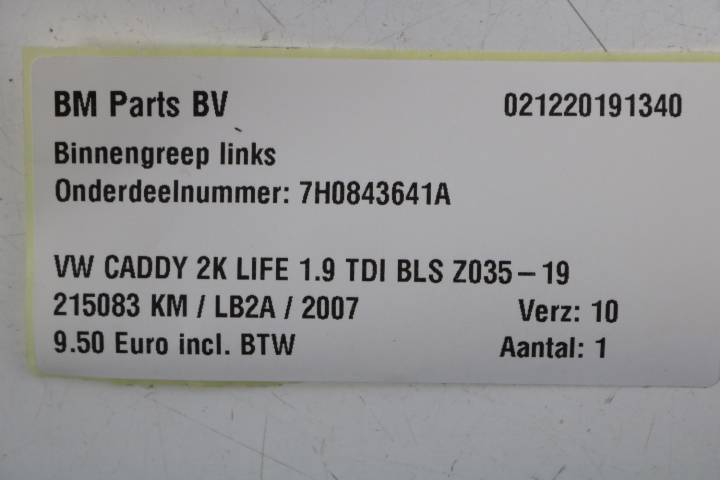 BM Parts BV 021220191340
Binnengreep links
Onderdeelnummer: 7H0843641A
VW CADDY 2K LIFE 1.9 TDI BLS Z035-19
215083 KM / LB2A / 2007 Verz: 10
9.50 Euro incl. BTW Aantal: 1